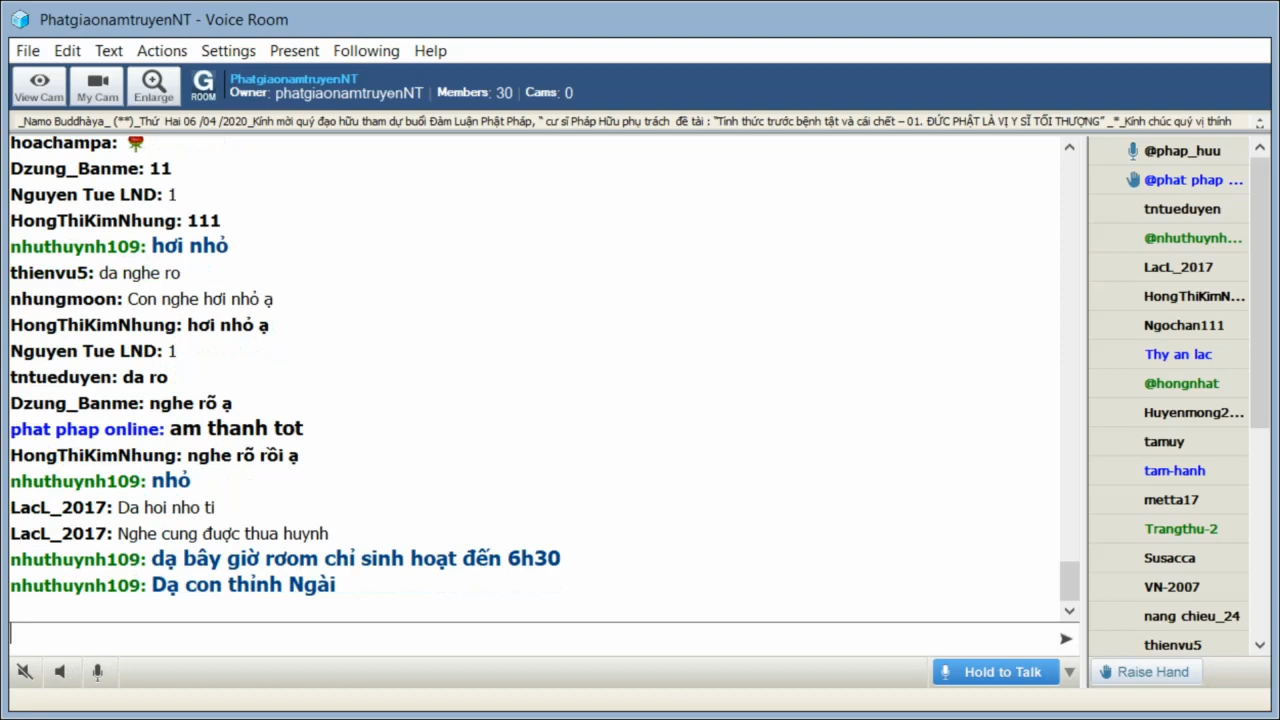 PhatgiaonamtruyenNT - Voice Room
File Edit Text Actions Settings Present Following Help
View Cam My Cam Enlarge G ROOM
PhatgiaonamtruyenNT
Owner: phatgiaonamtruyenNT | Members: 30 | Cams: 0
_Namo Buddhàya_ (**)_Thứ Hai 06 /04 /2020_Kính mời quý đạo hữu tham dự buổi Đàm Luận Phật Pháp, " cư sĩ Pháp Hữu phụ trách đề tài : "Tỉnh thức trước bệnh tật và cái chết – 01. ĐỨC PHẬT LÀ VỊ Y SĨ TỐI THƯỢNG" _*_Kính chúc quý vị thính
hoachampa:
Dzung_Banme: 11
Nguyen Tue LND: 1
HongThiKimNhung: 111
nhuthuynh109: hơi nhỏ
thienvu5: da nghe ro
nhungmoon: Con nghe hơi nhỏ ạ
HongThiKimNhung: hơi nhỏ ạ
Nguyen Tue LND: 1
tntueduyen: da ro
Dzung_Banme: nghe rõ ạ
phat phap online: am thanh tot
HongThiKimNhung: nghe rõ rồi ạ
nhuthuynh109: nhỏ
LacL_2017: Da hoi nho ti
LacL_2017: Nghe cung đuợc thua huynh
nhuthuynh109: dạ bây giờ rơom chỉ sinh hoạt đến 6h30
nhuthuynh109: Dạ con thỉnh Ngài
@phap_huu
@phat phap ...
tntueduyen
@nhuthuynh...
LacL_2017
HongThiKimN...
Ngochan111
Thy an lac
@hongnhat
Huyenmong2...
tamuy
tam-hanh
metta17
Trangthu-2
Susacca
VN-2007
nang chieu_24
thienvu5
Hold to Talk
Raise Hand